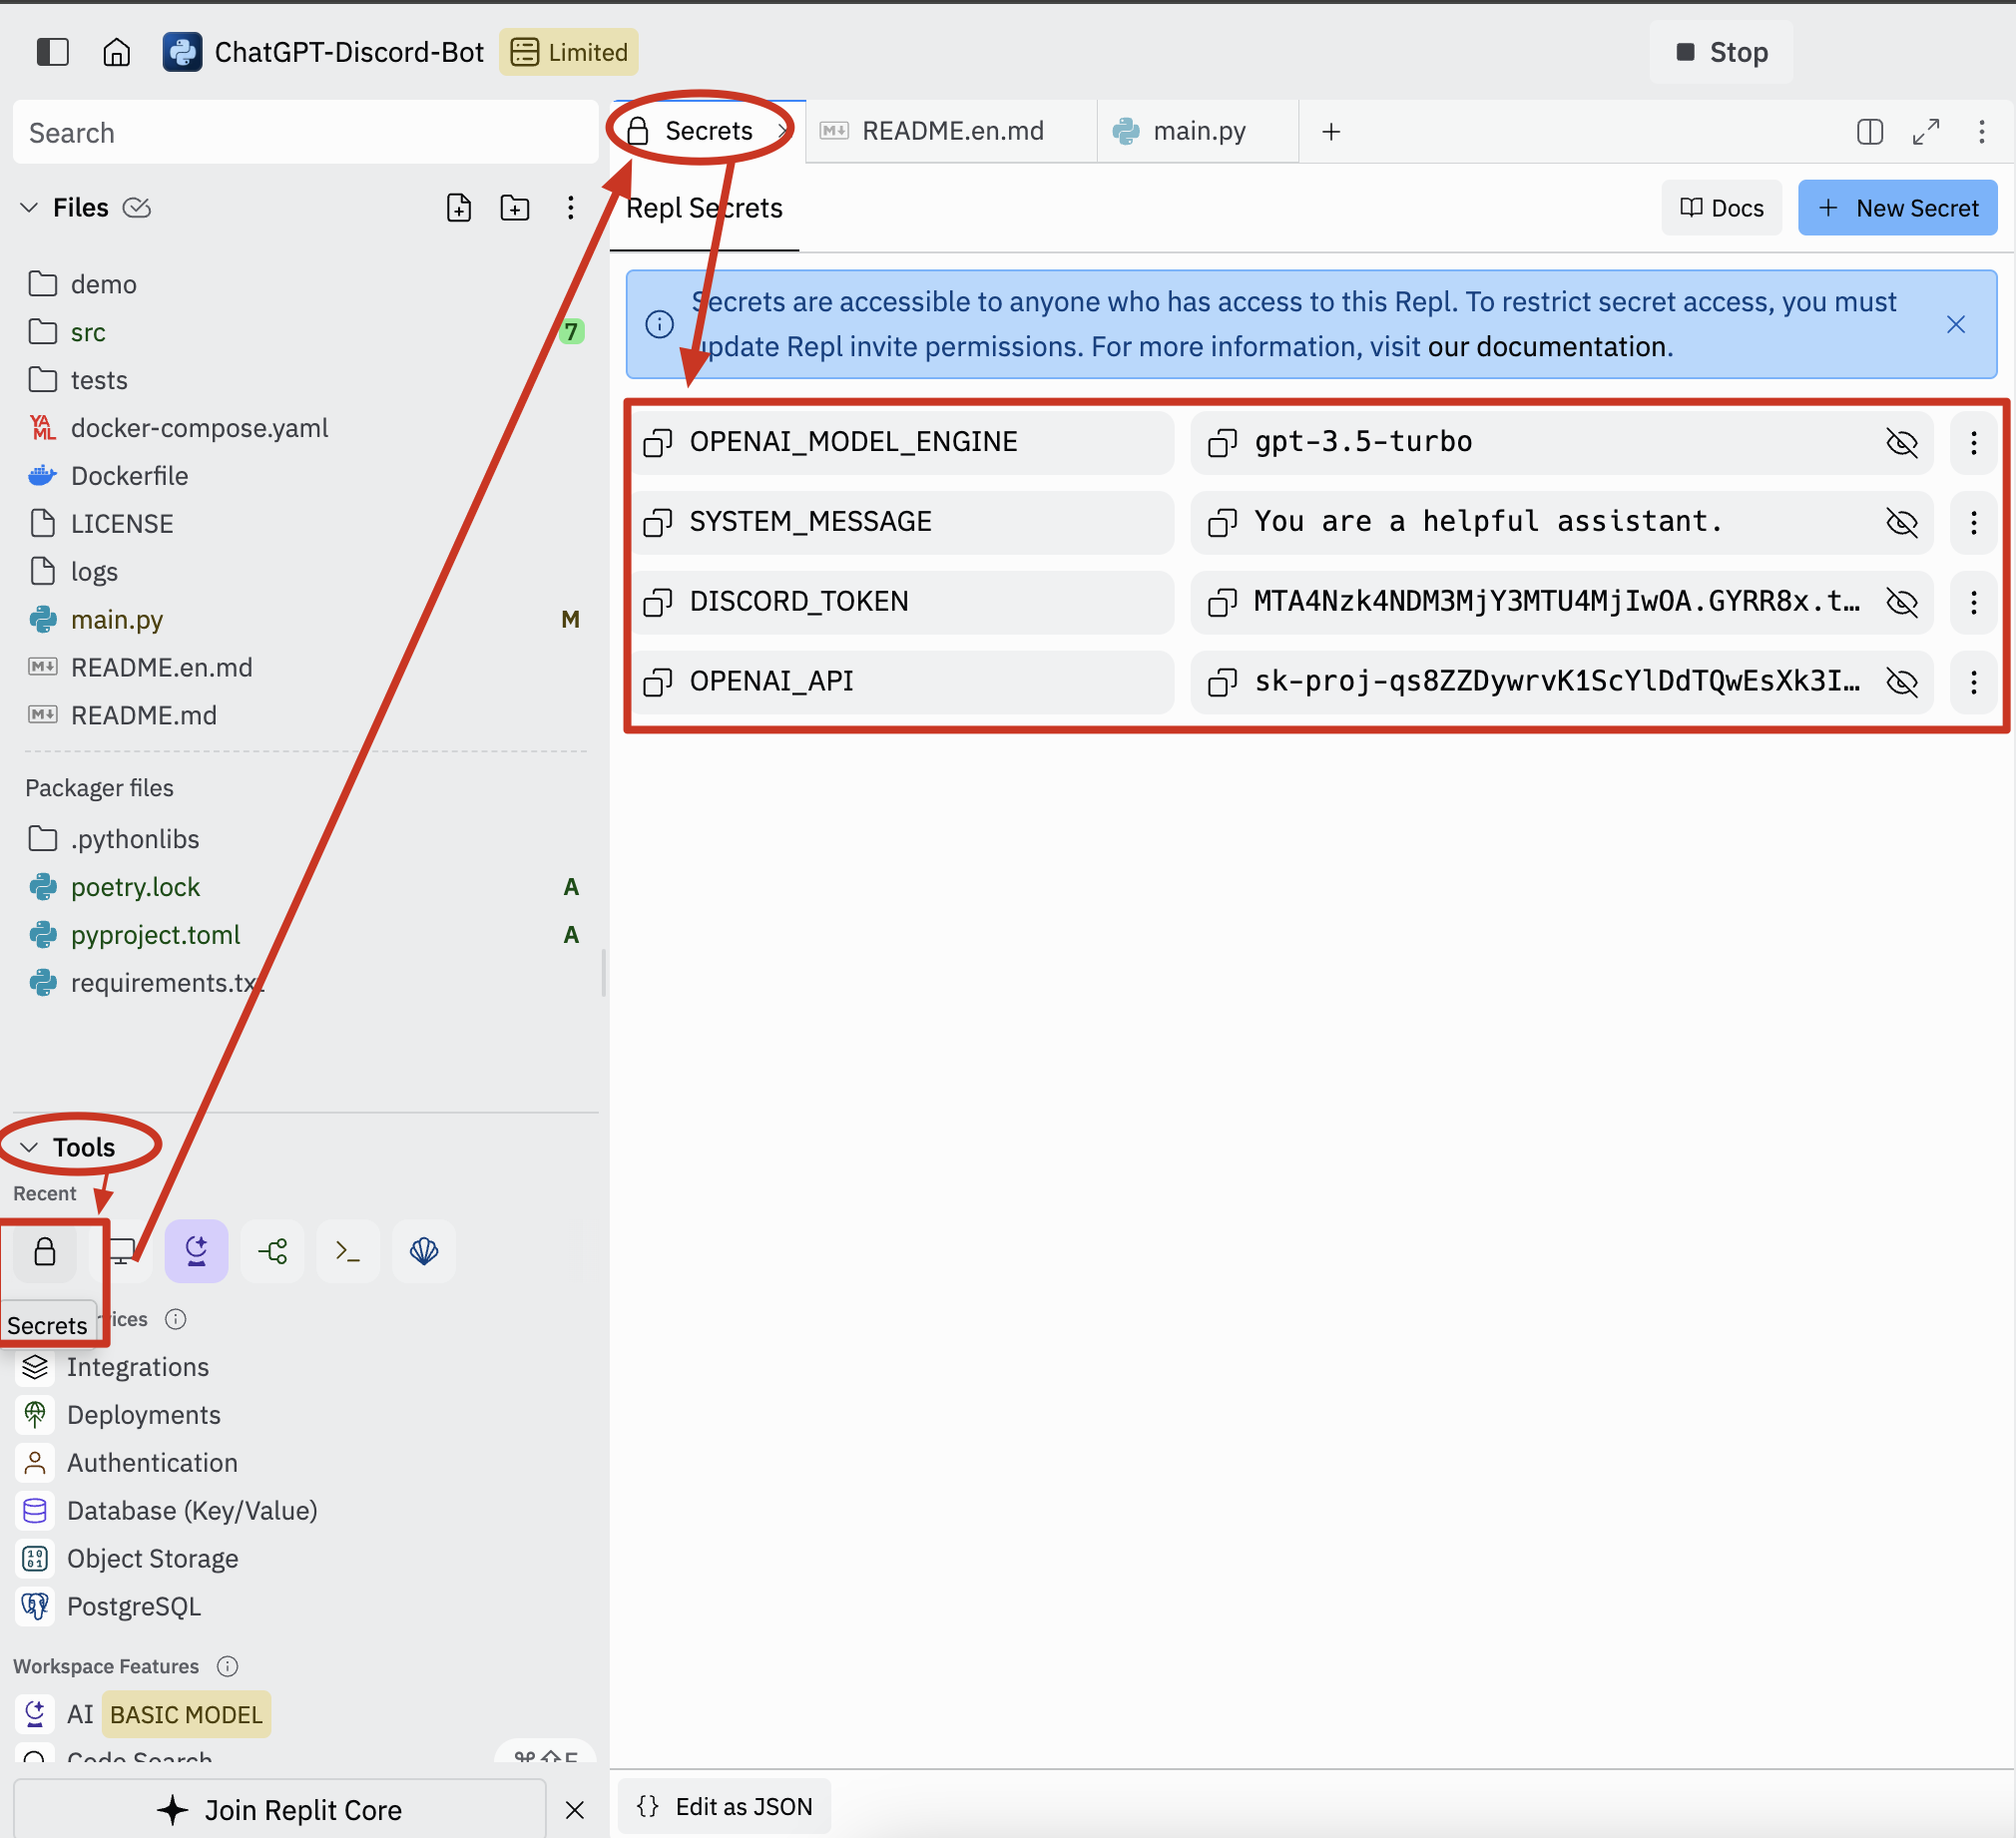 ChatGPT-Discord-Bot Limited Stop
Search
Files
demo
src 7
tests
docker-compose.yaml
Dockerfile
LICENSE
logs
main.py M
README.en.md
README.md
Packager files
.pythonlibs
poetry.lock A
pyproject.toml A
requirements.txt
Tools
Recent
Secrets
Integrations
Deployments
Authentication
Database (Key/Value)
Object Storage
PostgreSQL
Workspace Features
AI BASIC MODEL
Code Search
Join Replit Core
Secrets README.en.md main.py
Repl Secrets Docs + New Secret
Secrets are accessible to anyone who has access to this Repl. To restrict secret access, you must
update Repl invite permissions. For more information, visit our documentation.
OPENAI_MODEL_ENGINE gpt-3.5-turbo
SYSTEM_MESSAGE You are a helpful assistant.
DISCORD_TOKEN MTA4Nzk4NDM3MjY3MTU4MjIwOA.GYRR8x.t…
OPENAI_API sk-proj-qs8ZZDywrvK1ScYlDdTQwEsXk3I…
{} Edit as JSON